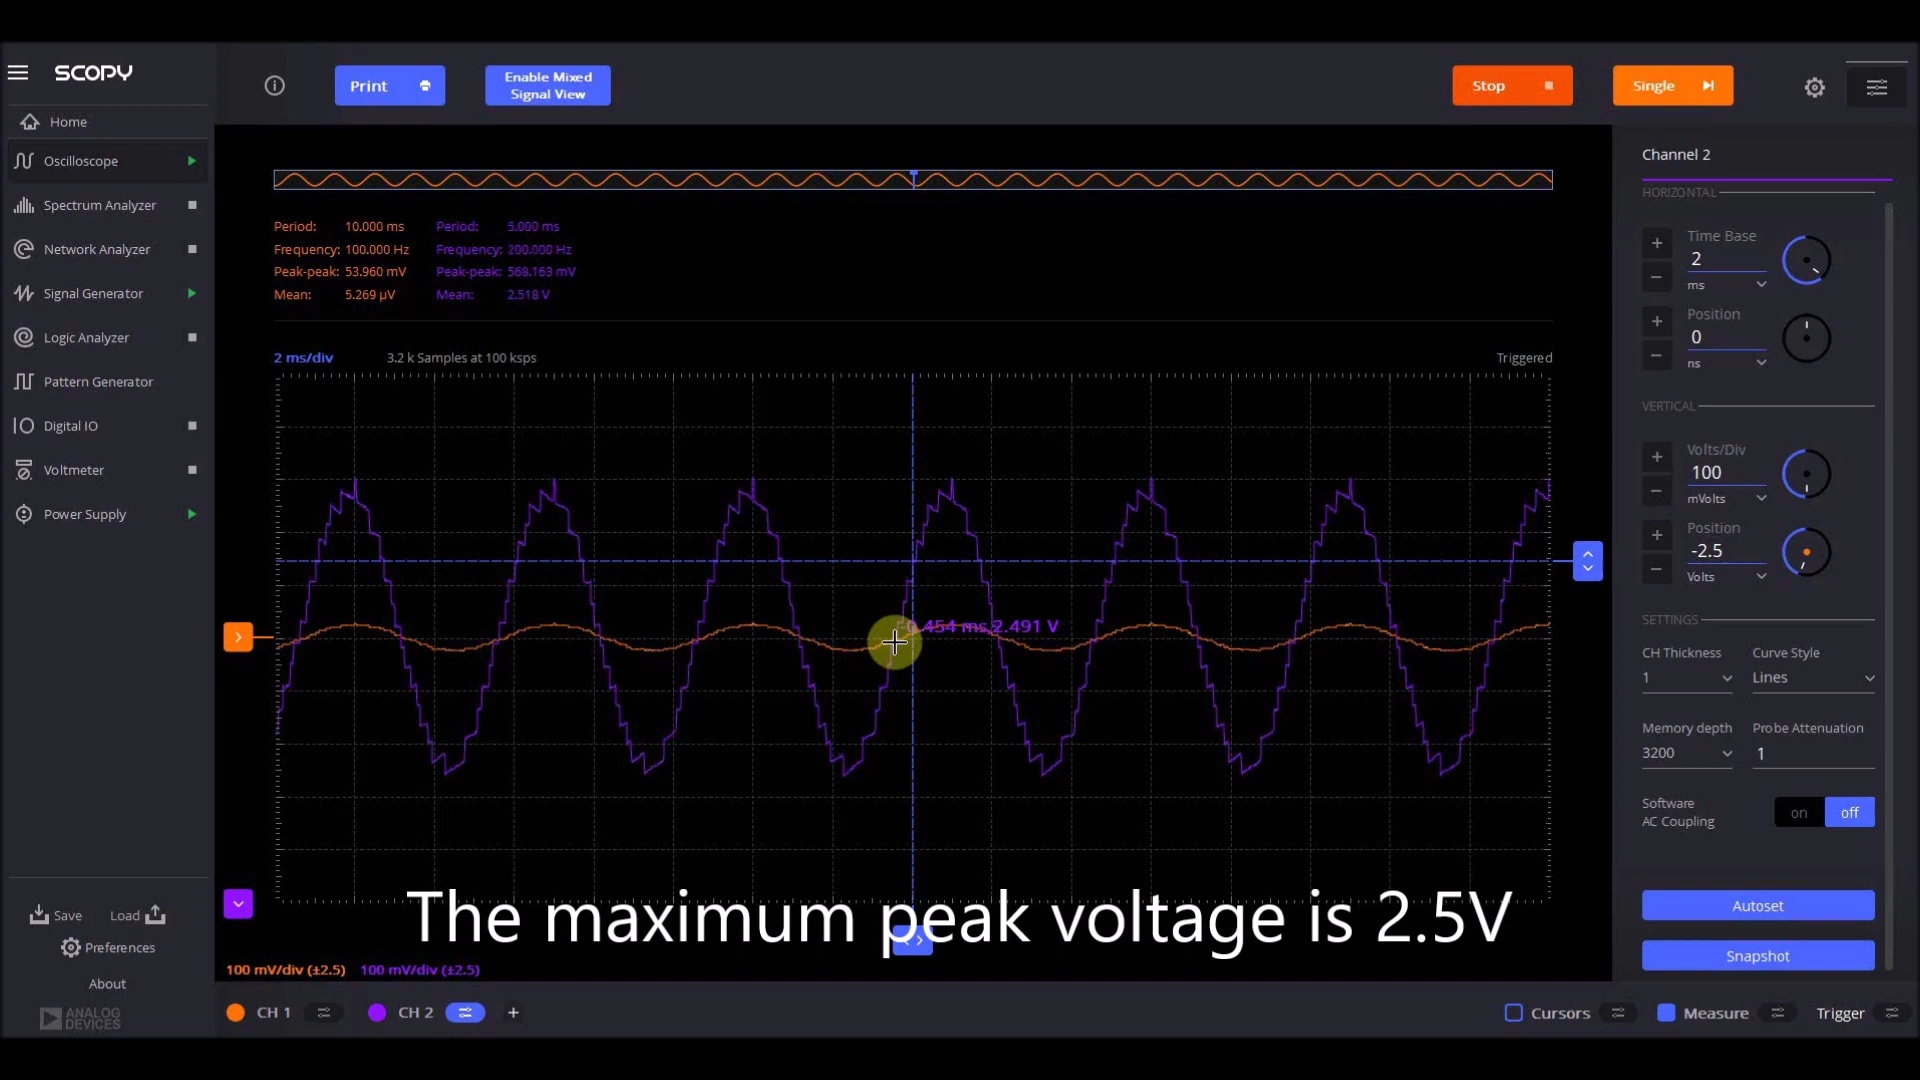 SCOPY
Home
Oscilloscope
Spectrum Analyzer
Network Analyzer
Signal Generator
Logic Analyzer
Pattern Generator
Digital IO
Voltmeter
Power Supply
Save Load
Preferences
About
ANALOG
DEVICES
Print
Enable Mixed
Signal View
Stop
Single
Period: 10.000 ms Period: 5.000 ms
Frequency: 100.000 Hz Frequency: 200.000 Hz
Peak-peak: 53.960 mV Peak-peak: 568.163 mV
Mean: 5.269 µV Mean: 2.518 V
2 ms/div 3.2 k Samples at 100 ksps Triggered
-0.454 ms 2.491 V
The maximum peak voltage is 2.5V
100 mV/div (±2.5) 100 mV/div (±2.5)
CH 1 CH 2 +
Cursors Measure Trigger
Channel 2
HORIZONTAL
Time Base
2
ms
Position
0
ns
VERTICAL
Volts/Div
100
mVolts
Position
-2.5
Volts
SETTINGS
CH Thickness Curve Style
1 Lines
Memory depth Probe Attenuation
3200 1
Software
AC Coupling
on off
Autoset
Snapshot